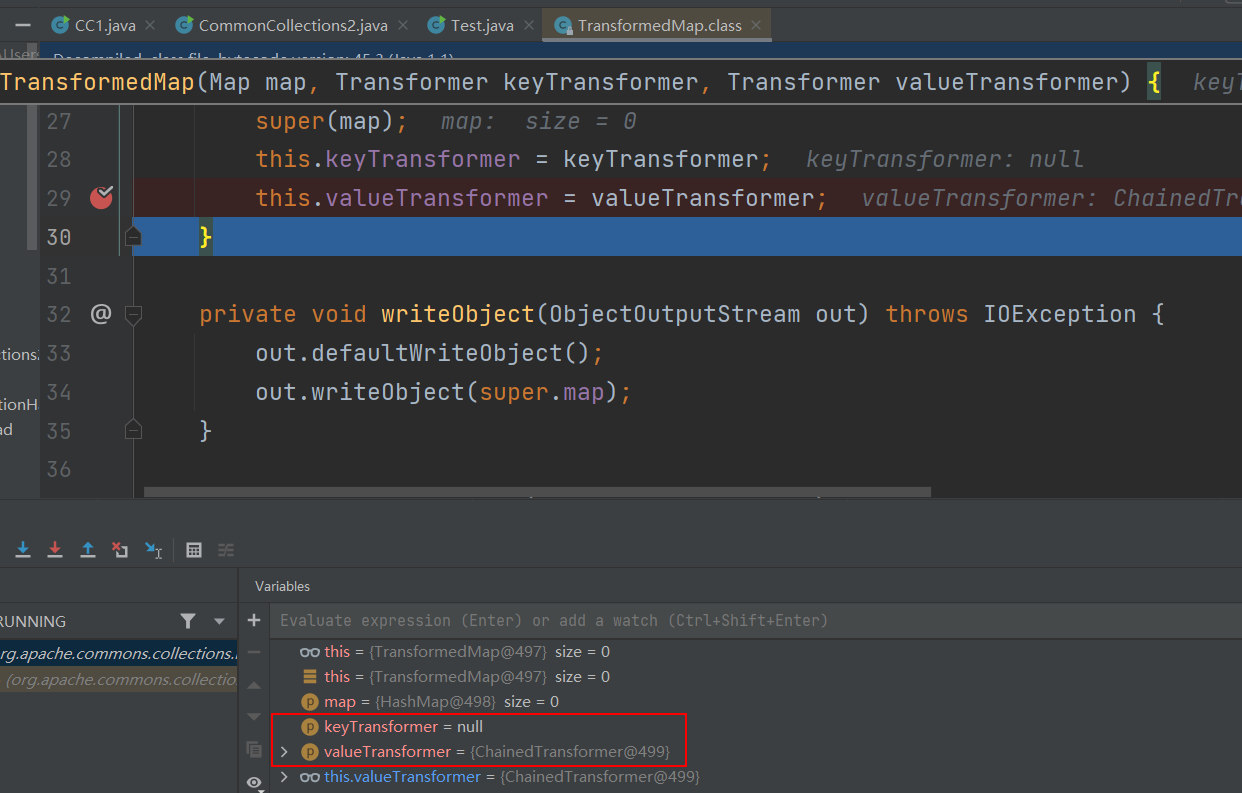 CC1.java CommonCollections2.java Test.java TransformedMap.class
TransformedMap(Map map, Transformer keyTransformer, Transformer valueTransformer) {
27 super(map); map: size = 0
28 this.keyTransformer = keyTransformer; keyTransformer: null
29 this.valueTransformer = valueTransformer; valueTransformer: ChainedTr
30 }
31
32 @ private void writeObject(ObjectOutputStream out) throws IOException {
33 out.defaultWriteObject();
34 out.writeObject(super.map);
35 }
36
Variables
RUNNING
Evaluate expression (Enter) or add a watch (Ctrl+Shift+Enter)
rg.apache.commons.collections.
(org.apache.commons.collectio
this = {TransformedMap@497} size = 0
this = {TransformedMap@497} size = 0
map = {HashMap@498} size = 0
keyTransformer = null
valueTransformer = {ChainedTransformer@499}
this.valueTransformer = {ChainedTransformer@499}